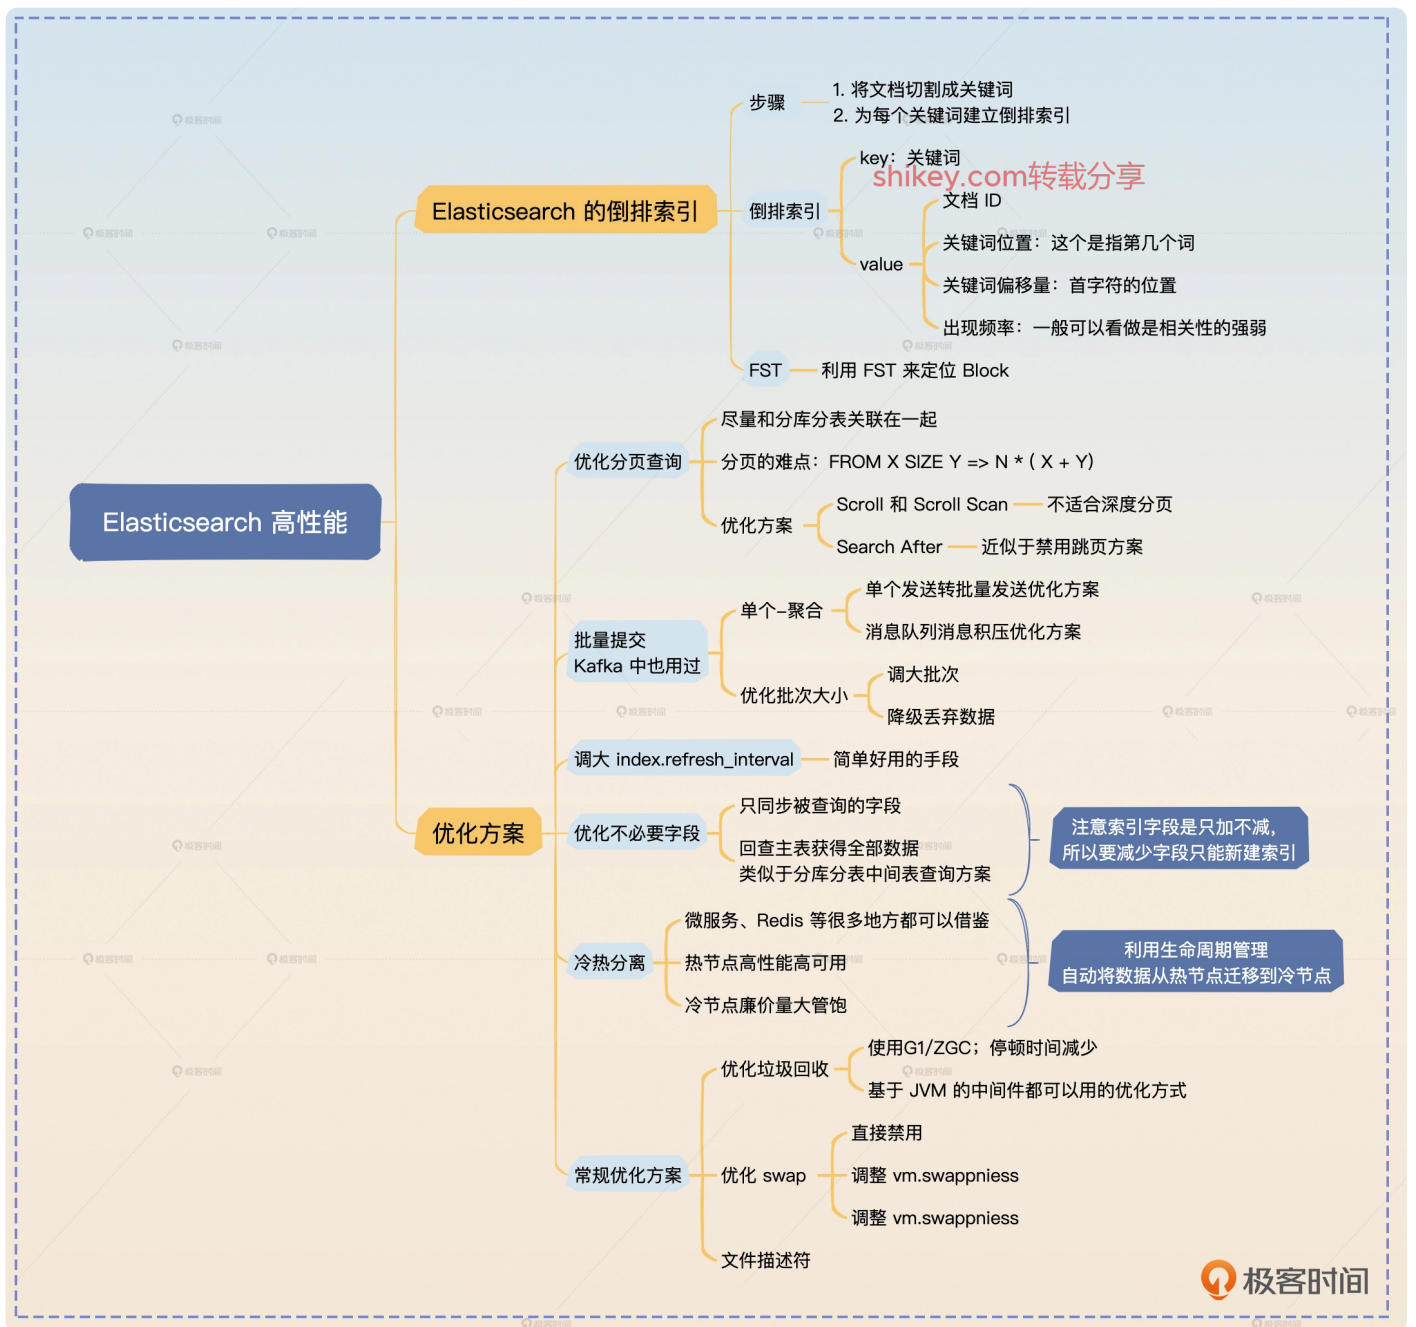 Elasticsearch 高性能
Elasticsearch 的倒排索引
步骤
1. 将文档切割成关键词
2. 为每个关键词建立倒排索引
倒排索引
key：关键词
shikey.com转载分享
value
文档 ID
关键词位置：这个是指第几个词
关键词偏移量：首字符的位置
出现频率：一般可以看做是相关性的强弱
FST
利用 FST 来定位 Block
优化方案
优化分页查询
尽量和分库分表关联在一起
分页的难点：FROM X SIZE Y => N * ( X + Y)
优化方案
Scroll 和 Scroll Scan
不适合深度分页
Search After
近似于禁用跳页方案
批量提交
Kafka 中也用过
单个–聚合
单个发送转批量发送优化方案
消息队列消息积压优化方案
优化批次大小
调大批次
降级丢弃数据
调大 index.refresh_interval
简单好用的手段
优化不必要字段
只同步被查询的字段
回查主表获得全部数据
类似于分库分表中间表查询方案
注意索引字段是只加不减，
所以要减少字段只能新建索引
冷热分离
微服务、Redis 等很多地方都可以借鉴
热节点高性能高可用
冷节点廉价量大管饱
利用生命周期管理
自动将数据从热节点迁移到冷节点
常规优化方案
优化垃圾回收
使用G1/ZGC；停顿时间减少
基于 JVM 的中间件都可以用的优化方式
优化 swap
直接禁用
调整 vm.swappniess
调整 vm.swappniess
文件描述符
极客时间